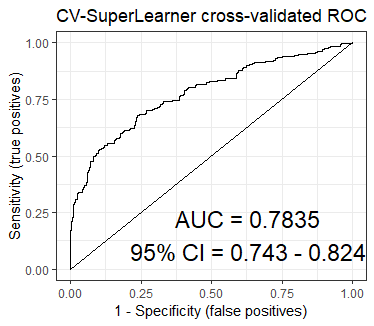 CV-SuperLearner cross-validated ROC
Sensitivity (true positives)
1.00
0.75
0.50
0.25
0.00
AUC = 0.7835
95% CI = 0.743 - 0.824
0.00 0.25 0.50 0.75 1.00
1 - Specificity (false positives)